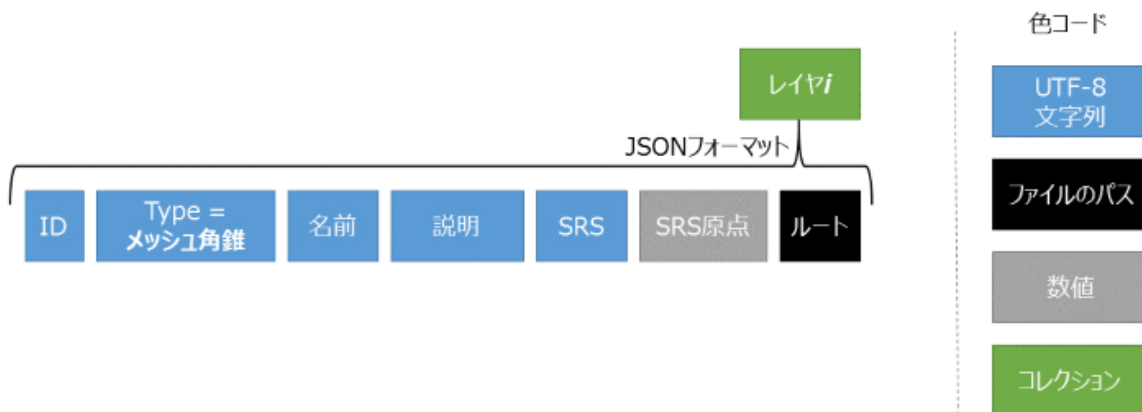 色コード
レイヤi
UTF-8
文字列
JSONフォーマット
ID
Type =
メッシュ角錐
名前
説明
SRS
SRS原点
ルート
ファイルのパス
数値
コレクション